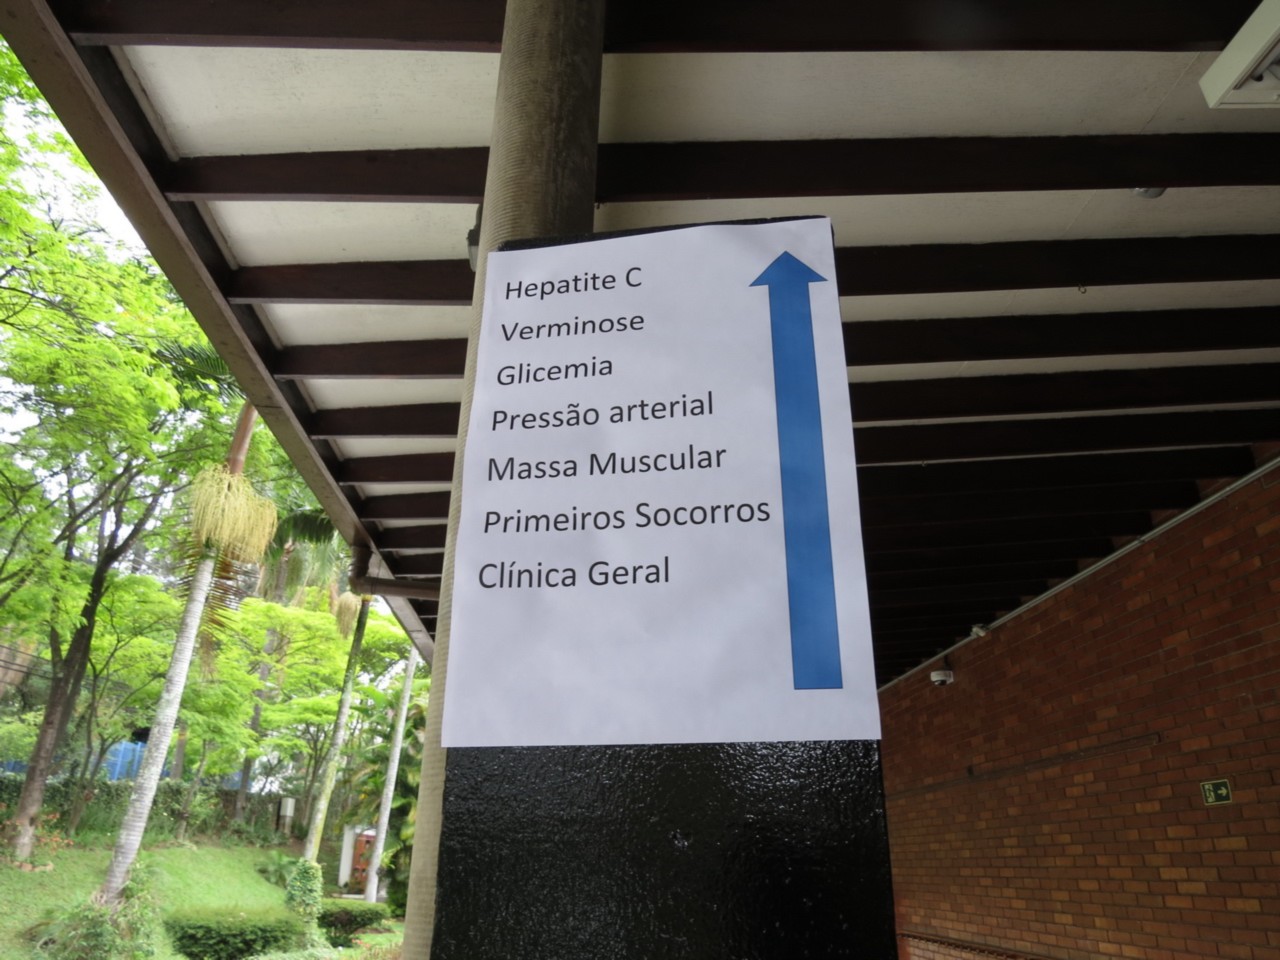 Hepatite C
Verminose
Glicemia
Pressão arterial
Massa Muscular
Primeiros Socorros
Clínica Geral